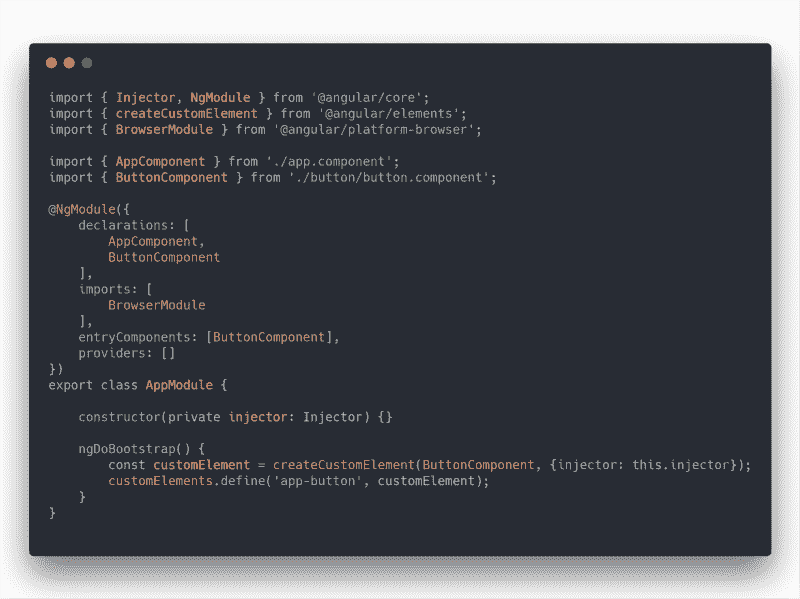 import { Injector, NgModule } from '@angular/core';
import { createCustomElement } from '@angular/elements';
import { BrowserModule } from '@angular/platform-browser';

import { AppComponent } from './app.component';
import { ButtonComponent } from './button/button.component';

@NgModule({
    declarations: [
        AppComponent,
        ButtonComponent
    ],
    imports: [
        BrowserModule
    ],
    entryComponents: [ButtonComponent],
    providers: []
})
export class AppModule {

    constructor(private injector: Injector) {}

    ngDoBootstrap() {
        const customElement = createCustomElement(ButtonComponent, {injector: this.injector});
        customElements.define('app-button', customElement);
    }
}